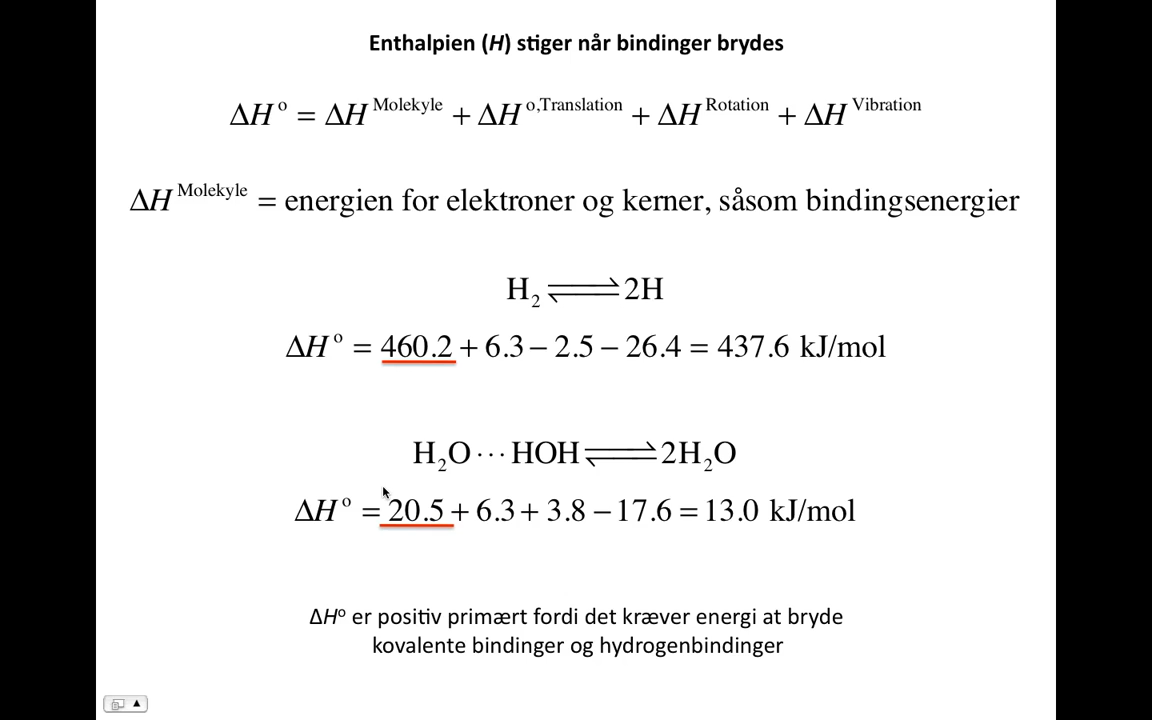 Enthalpien (H) stiger når bindinger brydes
ΔH° = ΔH^Molekyle + ΔH^o,Translation + ΔH^Rotation + ΔH^Vibration
ΔH^Molekyle = energien for elektroner og kerner, såsom bindingsenergier
H₂ ⇌ 2H
ΔH° = 460.2 + 6.3 − 2.5 − 26.4 = 437.6 kJ/mol
H₂O ··· HOH ⇌ 2H₂O
ΔH° = 20.5 + 6.3 + 3.8 − 17.6 = 13.0 kJ/mol
ΔH° er positiv primært fordi det kræver energi at bryde
kovalente bindinger og hydrogenbindinger